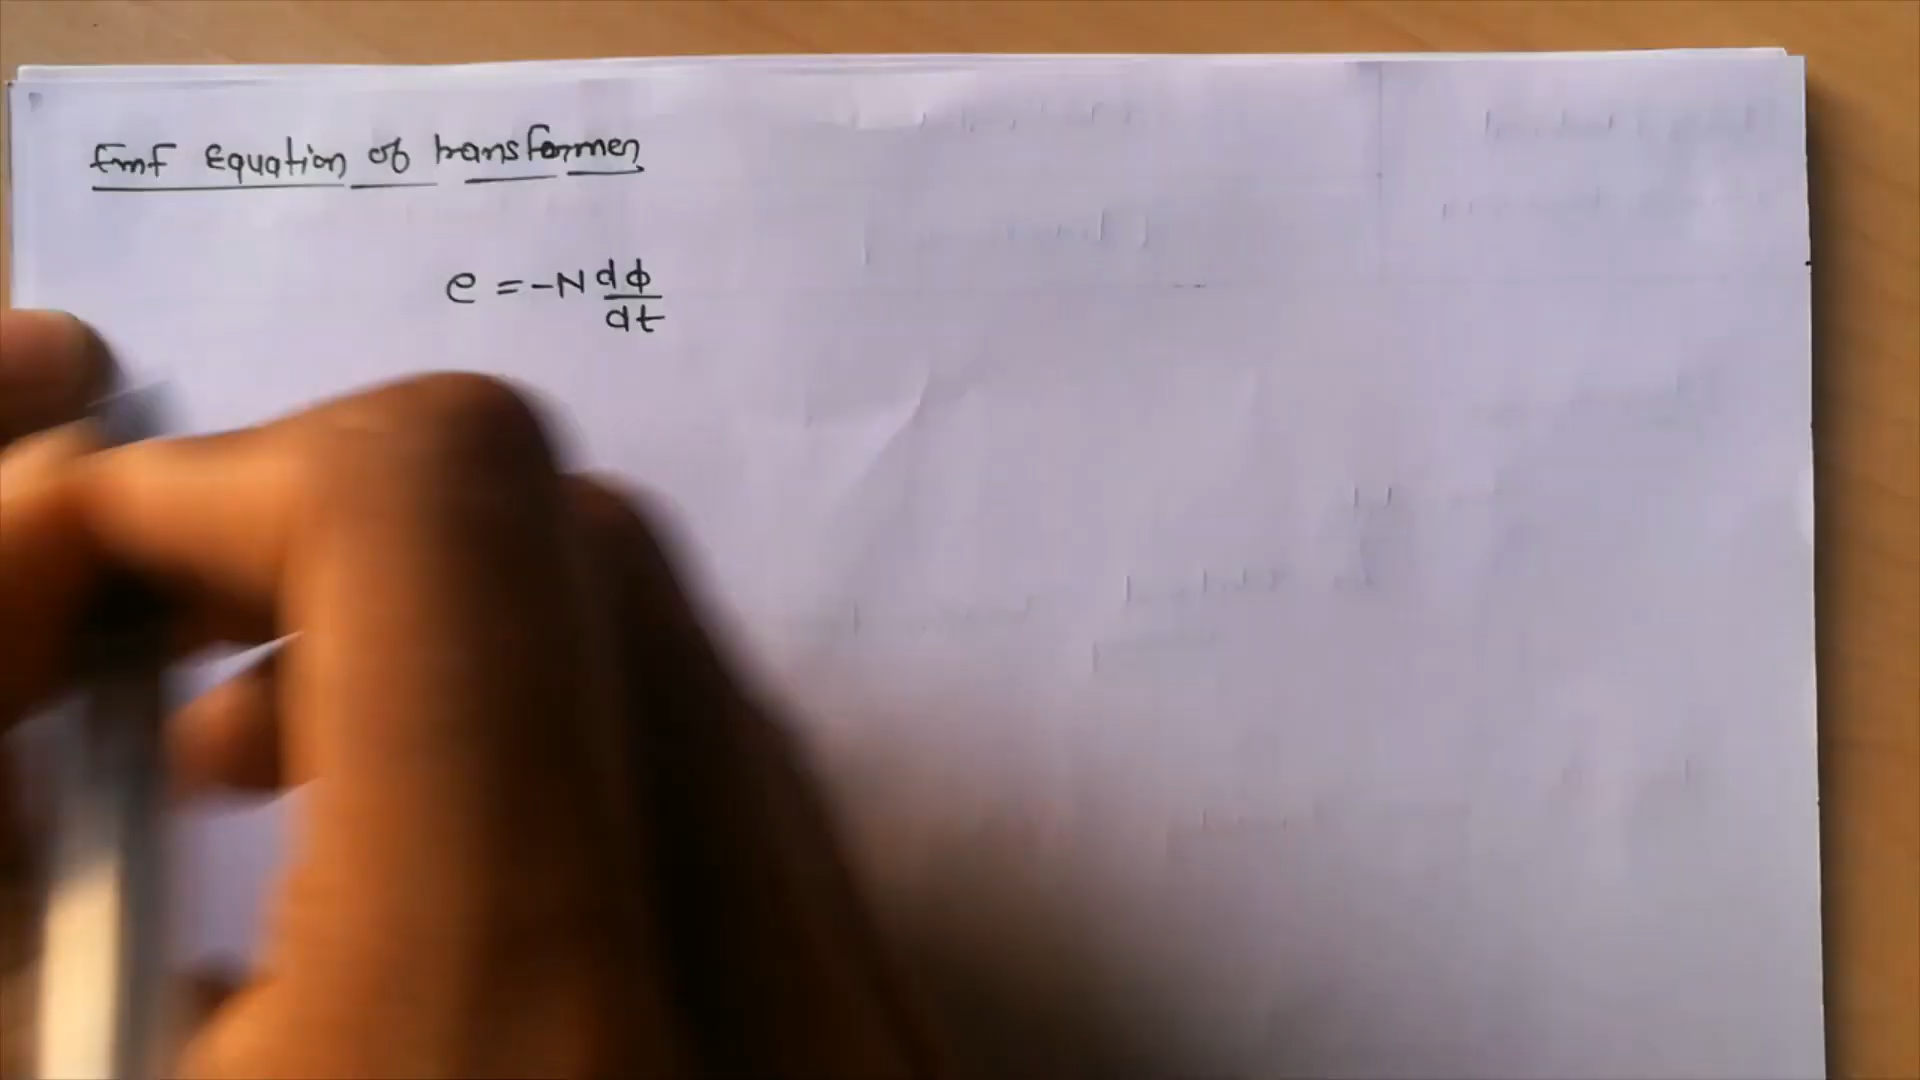 Emf Equation of transformer
e = -N dϕ/dt